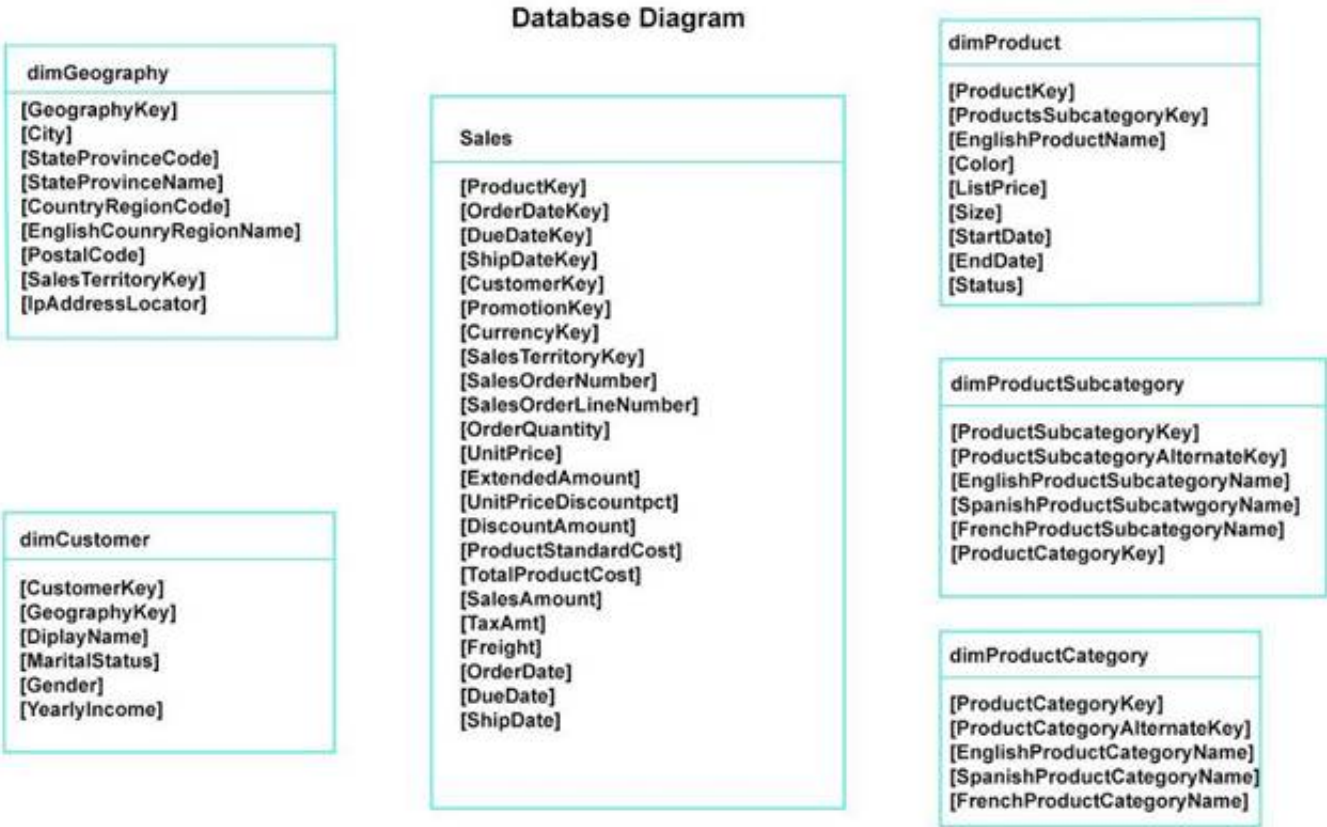 Database Diagram
dimGeography
[GeographyKey]
[City]
[StateProvinceCode]
[StateProvinceName]
[CountryRegionCode]
[EnglishCounryRegionName]
[PostalCode]
[SalesTerritoryKey]
[IpAddressLocator]
dimCustomer
[CustomerKey]
[GeographyKey]
[DiplayName]
[MaritalStatus]
[Gender]
[YearlyIncome]
Sales
[ProductKey]
[OrderDateKey]
[DueDateKey]
[ShipDateKey]
[CustomerKey]
[PromotionKey]
[CurrencyKey]
[SalesTerritoryKey]
[SalesOrderNumber]
[SalesOrderLineNumber]
[OrderQuantity]
[UnitPrice]
[ExtendedAmount]
[UnitPriceDiscountpct]
[DiscountAmount]
[ProductStandardCost]
[TotalProductCost]
[SalesAmount]
[TaxAmt]
[Freight]
[OrderDate]
[DueDate]
[ShipDate]
dimProduct
[ProductKey]
[ProductsSubcategoryKey]
[EnglishProductName]
[Color]
[ListPrice]
[Size]
[StartDate]
[EndDate]
[Status]
dimProductSubcategory
[ProductSubcategoryKey]
[ProductSubcategoryAlternateKey]
[EnglishProductSubcategoryName]
[SpanishProductSubcatwgoryName]
[FrenchProductSubcategoryName]
[ProductCategoryKey]
dimProductCategory
[ProductCategoryKey]
[ProductCategoryAlternateKey]
[EnglishProductCategoryName]
[SpanishProductCategoryName]
[FrenchProductCategoryName]